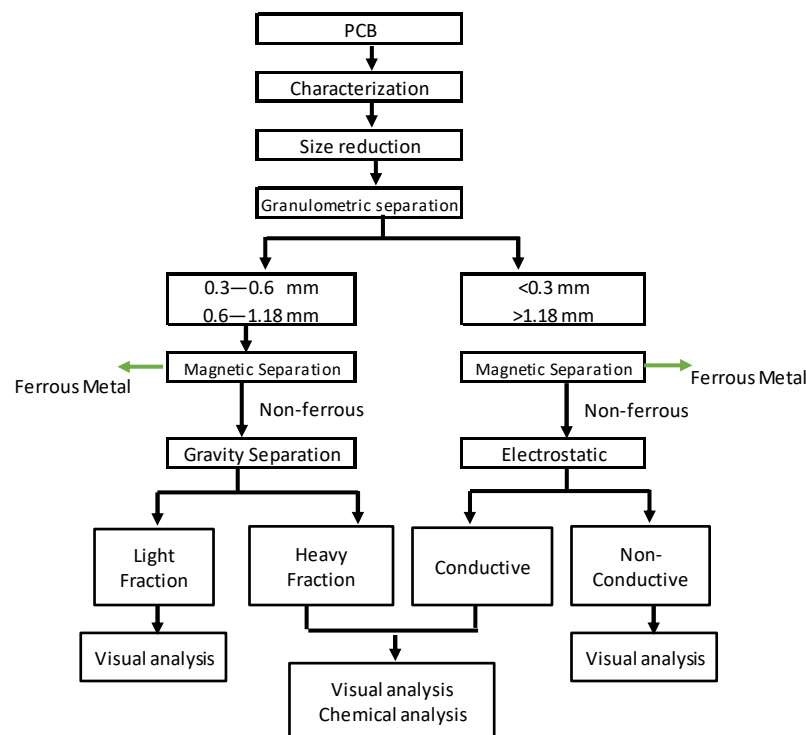 PCB
Characterization
Size reduction
Granulometric separation
0.3—0.6 mm
0.6—1.18 mm
<0.3 mm
>1.18 mm
Ferrous Metal
Magnetic Separation
Magnetic Separation
Ferrous Metal
Non-ferrous
Non-ferrous
Gravity Separation
Electrostatic
Light
Fraction
Heavy
Fraction
Conductive
Non-
Conductive
Visual analysis
Visual analysis
Chemical analysis
Visual analysis